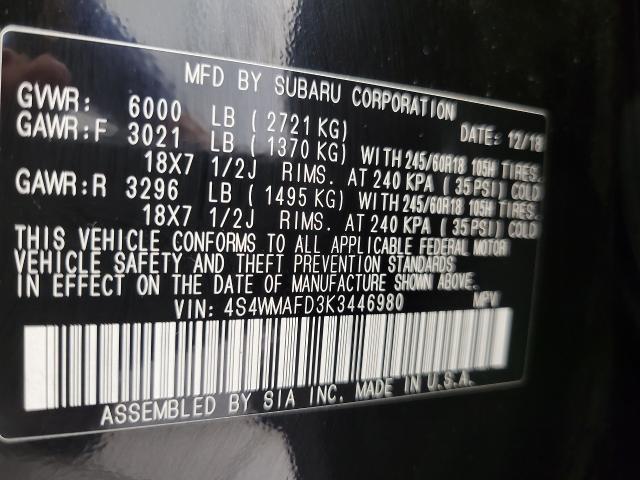 MFD BY SUBARU CORPORATION
GVWR: 6000 LB (2721 KG) DATE: 12/18
GAWR:F 3021 LB (1370 KG) WITH 245/60R18 105H TIRES.
18X7 1/2J RIMS. AT 240 KPA (35 PSI) COLD
GAWR:R 3296 LB (1495 KG) WITH 245/60R18 105H TIRES.
18X7 1/2J RIMS. AT 240 KPA (35 PSI) COLD
THIS VEHICLE CONFORMS TO ALL APPLICABLE FEDERAL MOTOR
VEHICLE SAFETY AND THEFT PREVENTION STANDARDS
IN EFFECT ON THE DATE OF MANUFACTURE SHOWN ABOVE.
VIN: 4S4WMAFD3K3446980 MPV
ASSEMBLED BY SIA INC. MADE IN U.S.A.